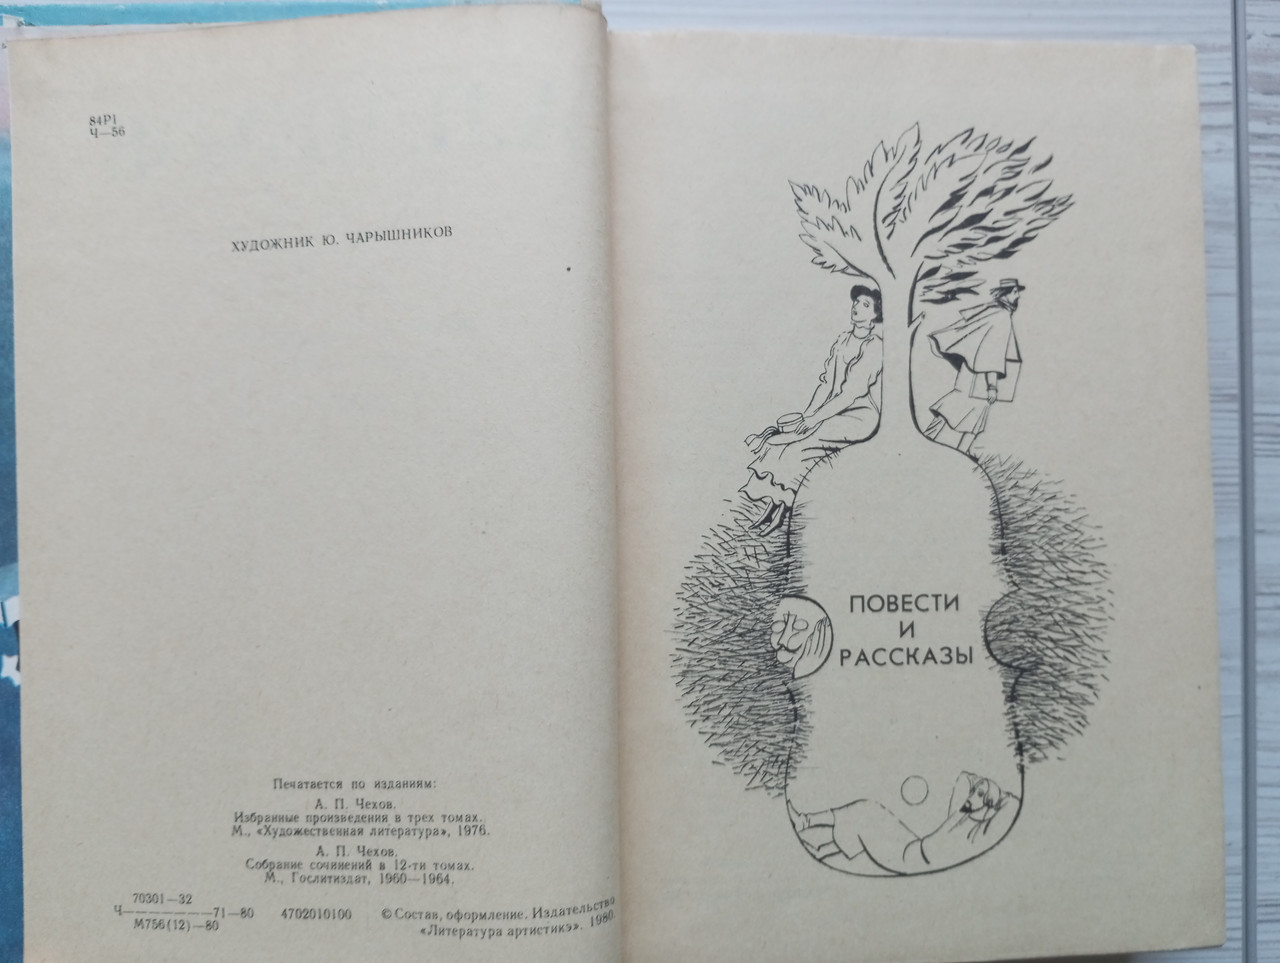 84Р1
Ч—56
ХУДОЖНИК Ю. ЧАРЫШНИКОВ
Печатается по изданиям:
А. П. Чехов.
Избранные произведения в трех томах.
М., «Художественная литература», 1976.
А. П. Чехов.
Собрание сочинений в 12-ти томах.
М., Гослитиздат, 1960—1964.
70301—32
Ч————————71—80 4702010100 © Состав, оформление. Издательство
М756(12)—80 «Литература артистикэ». 1980.
ПОВЕСТИ
И
РАССКАЗЫ